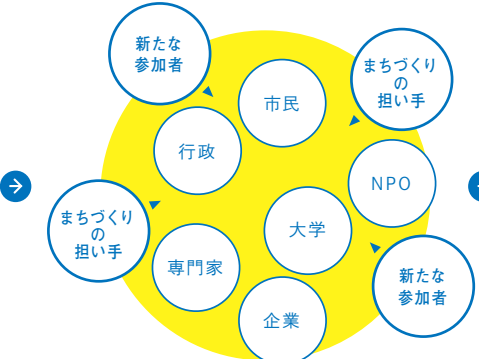 新たな
参加者
まちづくり
の
担い手
市民
行政
NPO
まちづくり
の
担い手
大学
専門家
新たな
参加者
企業